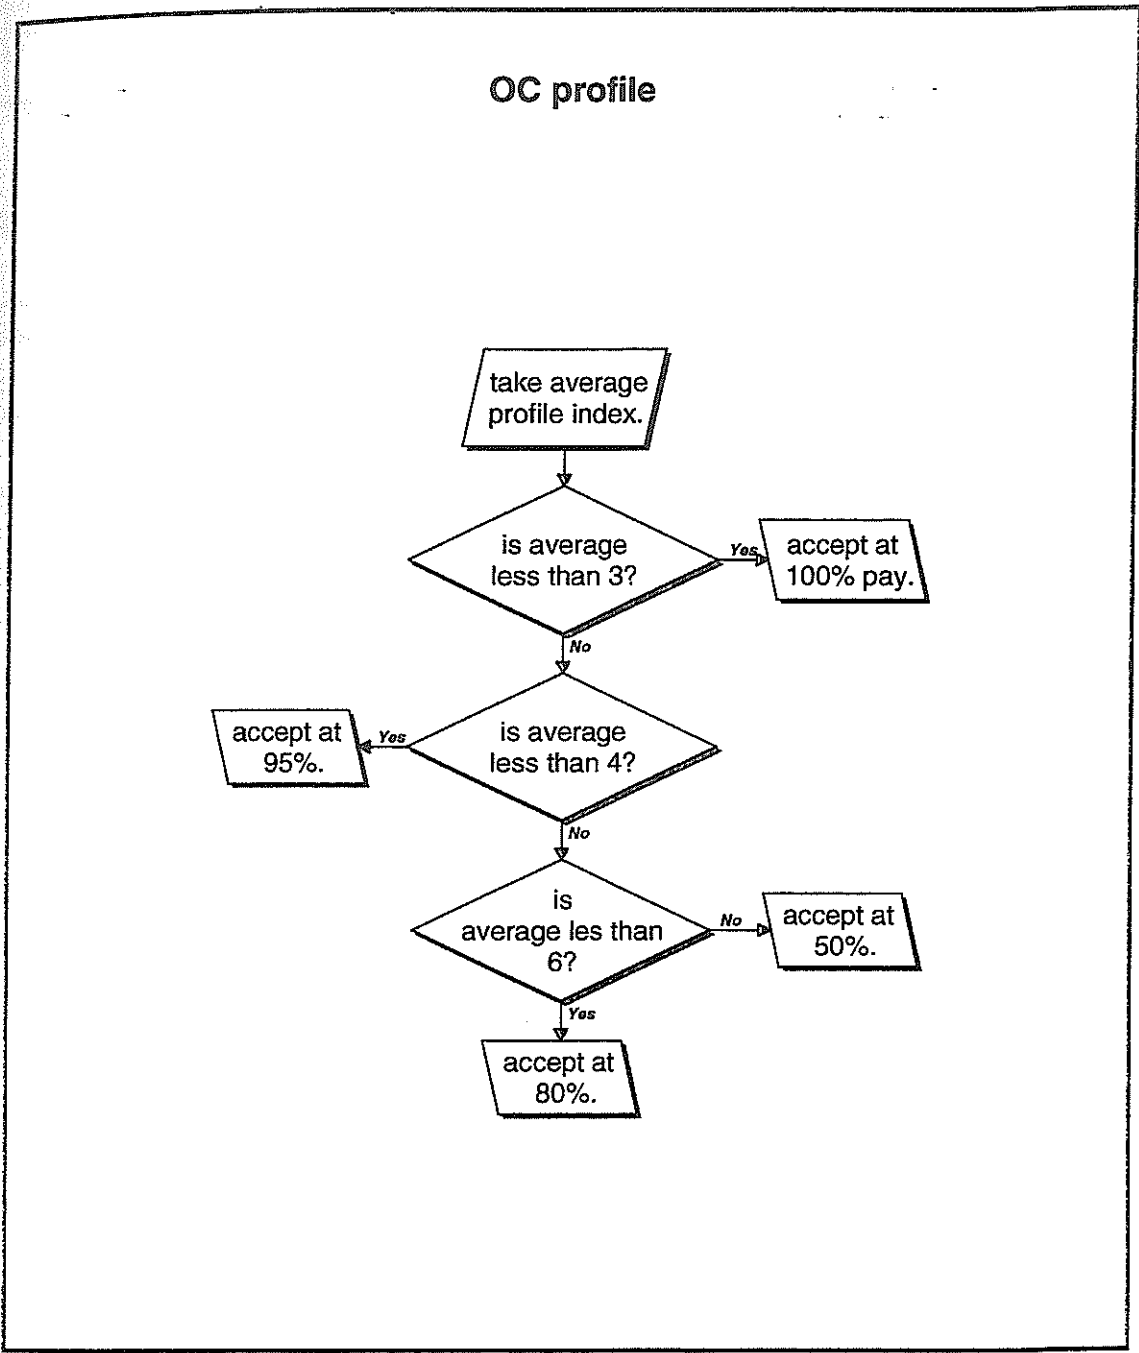 OC profile
take average
profile index.
is average
less than 3?
Yes
accept at
100% pay.
No
is average
less than 4?
Yes
accept at
95%.
No
is
average les than
6?
No
accept at
50%.
Yes
accept at
80%.